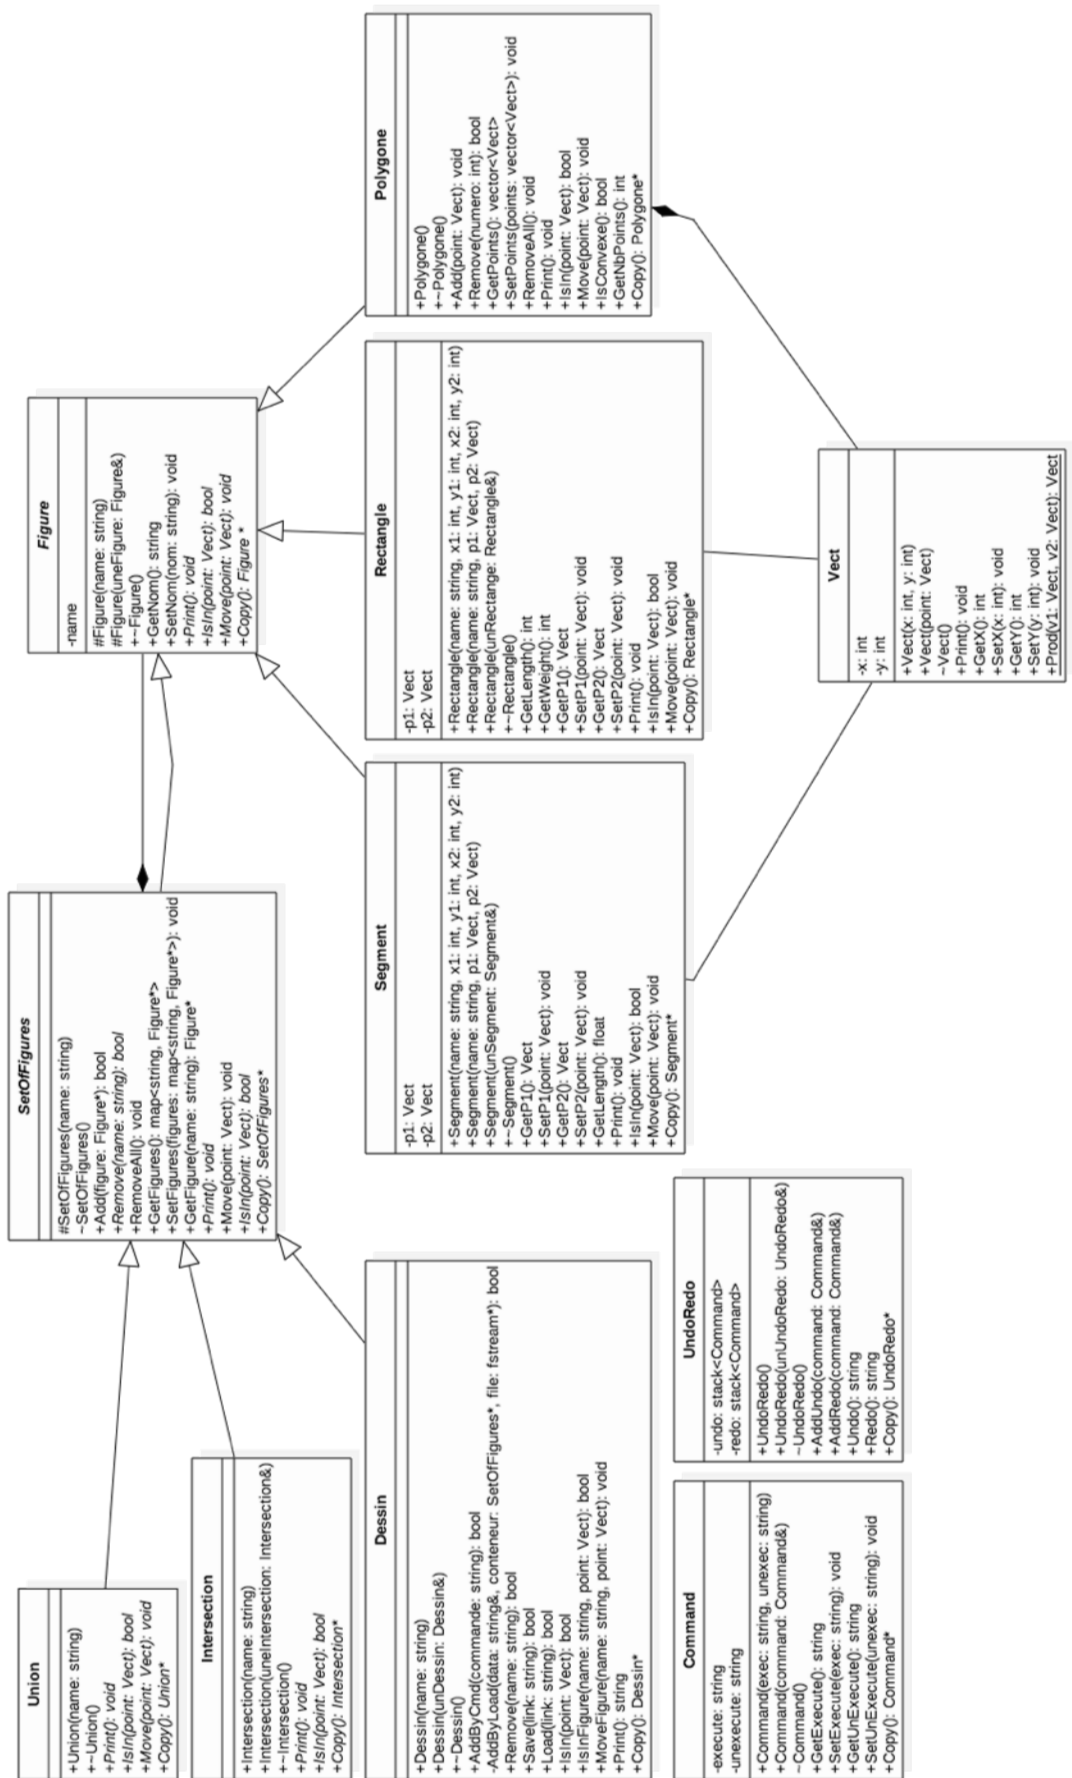 Union
+Union(name: string)
+~Union()
+Print(): void
+IsIn(point: Vect): bool
+Move(point: Vect): void
+Copy(): Union*
Intersection
+Intersection(name: string)
+Intersection(uneIntersection: Intersection&)
+~Intersection()
+Print(): void
+IsIn(point: Vect): bool
+Copy(): Intersection*
SetOfFigures
#SetOfFigures(name: string)
~SetOfFigures()
+Add(figure: Figure*): bool
+Remove(name: string): bool
+RemoveAll(): void
+GetFigures(): map<string, Figure*>
+SetFigures(figures: map<string, Figure*>): void
+GetFigure(name: string): Figure*
+Print(): void
+Move(point: Vect): void
+IsIn(point: Vect): bool
+Copy(): SetOfFigures*
Figure
-name
#Figure(name: string)
#Figure(uneFigure: Figure&)
+~Figure()
+GetNom(): string
+SetNom(nom: string): void
+Print(): void
+IsIn(point: Vect): bool
+Move(point: Vect): void
+Copy(): Figure *
Dessin
+Dessin(name: string)
+Dessin(unDessin: Dessin&)
+~Dessin()
+AddByCmd(commande: string): bool
-AddByLoad(data: string&, conteneur: SetOfFigures*, file: fstream*): bool
+Remove(name: string): bool
+Save(link: string): bool
+Load(link: string): bool
+IsIn(point: Vect): bool
+IsInFigure(name: string, point: Vect): bool
+MoveFigure(name: string, point: Vect): void
+Print(): string
+Copy(): Dessin*
Segment
-p1: Vect
-p2: Vect
+Segment(name: string, x1: int, y1: int, x2: int, y2: int)
+Segment(name: string, p1: Vect, p2: Vect)
+Segment(unSegment: Segment&)
+~Segment()
+GetP1(): Vect
+SetP1(point: Vect): void
+GetP2(): Vect
+SetP2(point: Vect): void
+GetLength(): float
+Print(): void
+IsIn(point: Vect): bool
+Move(point: Vect): void
+Copy(): Segment*
Rectangle
-p1: Vect
-p2: Vect
+Rectangle(name: string, x1: int, y1: int, x2: int, y2: int)
+Rectangle(name: string, p1: Vect, p2: Vect)
+Rectangle(unRectange: Rectangle&)
+~Rectangle()
+GetLength(): int
+GetWeight(): int
+GetP1(): Vect
+SetP1(point: Vect): void
+GetP2(): Vect
+SetP2(point: Vect): void
+Print(): void
+IsIn(point: Vect): bool
+Move(point: Vect): void
+Copy(): Rectangle*
Polygone
+Polygone()
+~Polygone()
+Add(point: Vect): void
+Remove(numero: int): bool
+GetPoints(): vector<Vect>
+SetPoints(points: vector<Vect>): void
+RemoveAll(): void
+Print(): void
+IsIn(point: Vect): bool
+Move(point: Vect): void
+IsConvexe(): bool
+GetNbPoints(): int
+Copy(): Polygone*
Command
-execute: string
-unexecute: string
+Command(exec: string, unexec: string)
+Command(command: Command&)
~Command()
+GetExecute(): string
+SetExecute(exec: string): void
+GetUnExecute(): string
+SetUnExecute(unexec: string): void
+Copy(): Command*
UndoRedo
-undo: stack<Command>
-redo: stack<Command>
+UndoRedo()
+UndoRedo(unUndoRedo: UndoRedo&)
~UndoRedo()
+AddUndo(command: Command&)
+AddRedo(command: Command&)
+Undo(): string
+Redo(): string
+Copy(): UndoRedo*
Vect
-x: int
-y: int
+Vect(x: int, y: int)
+Vect(point: Vect)
~Vect()
+Print(): void
+GetX(): int
+SetX(x: int): void
+GetY(): int
+SetY(y: int): void
+Prod(v1: Vect, v2: Vect): Vect